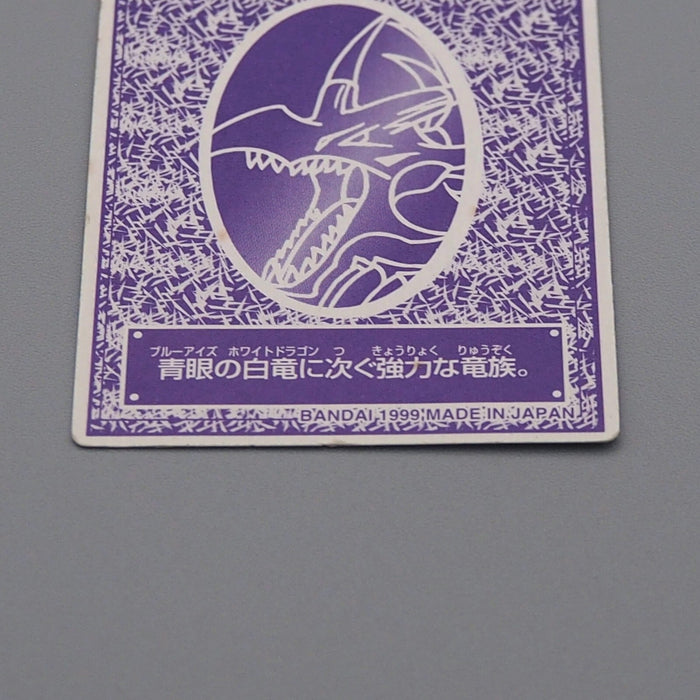 ブルーアイズ ホワイトドラゴン つ きょうりょく りゅうぞく
青眼の白竜に次ぐ強力な竜族。
BANDAI 1999 MADE IN JAPAN